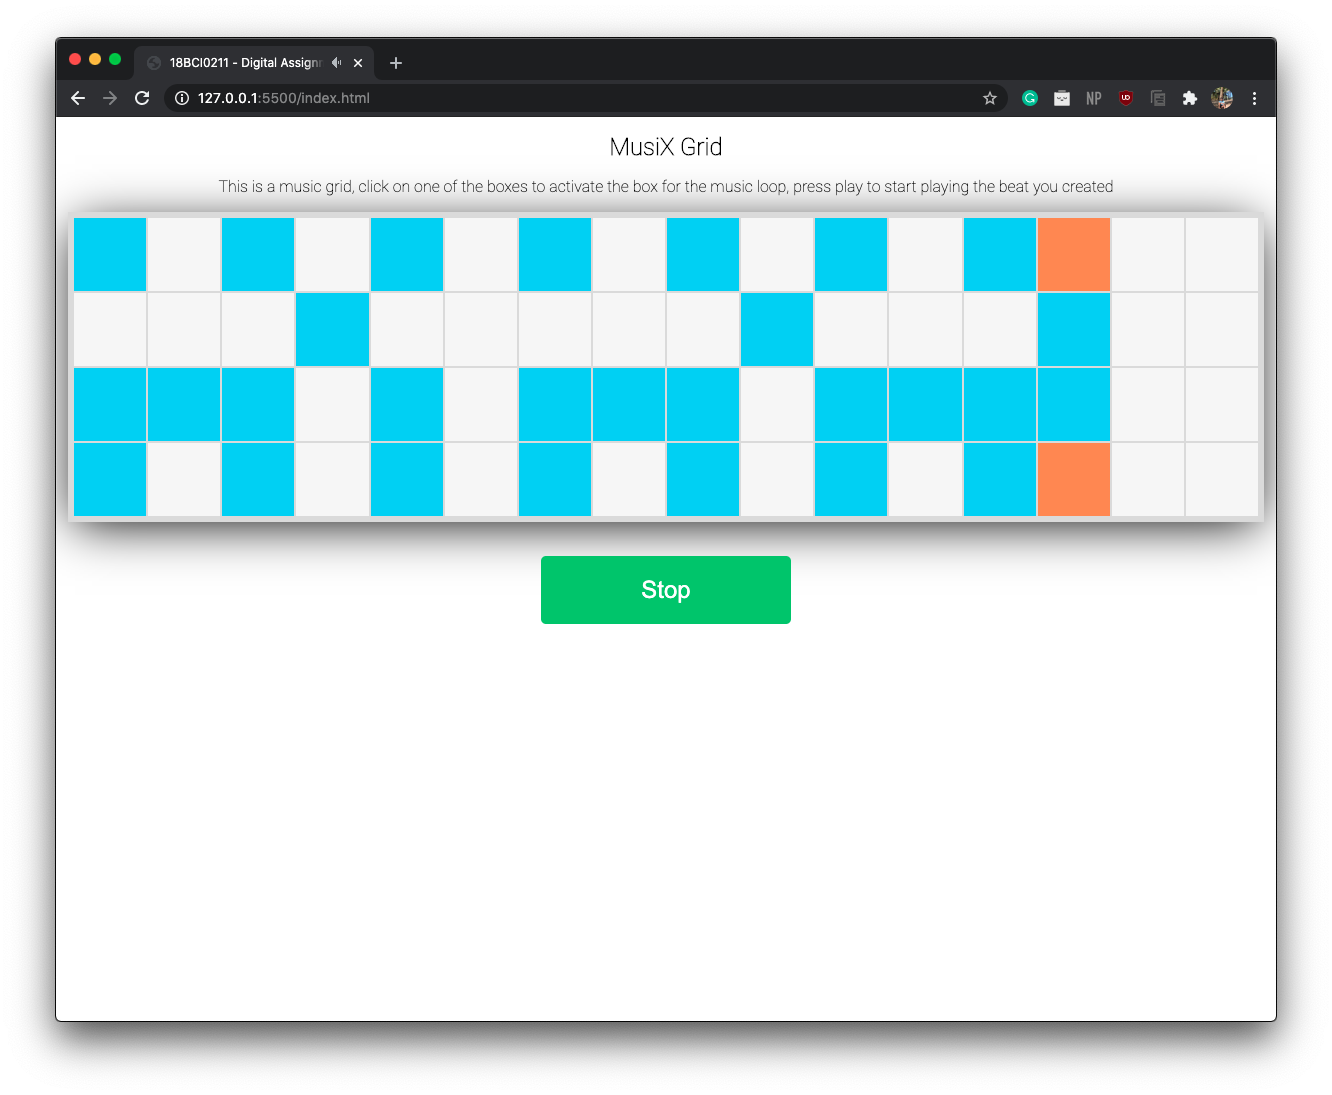 18BCI0211 - Digital Assignn
127.0.0.1:5500/index.html
NP
UD
MusiX Grid
This is a music grid, click on one of the boxes to activate the box for the music loop, press play to start playing the beat you created
Stop